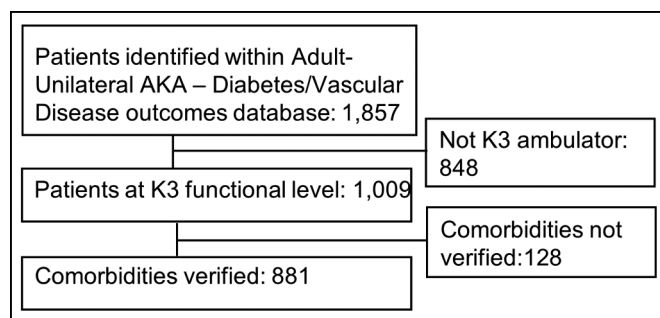 Patients identified within Adult-
Unilateral AKA – Diabetes/Vascular
Disease outcomes database: 1,857
Not K3 ambulator:
848
Patients at K3 functional level: 1,009
Comorbidities not
verified:128
Comorbidities verified: 881